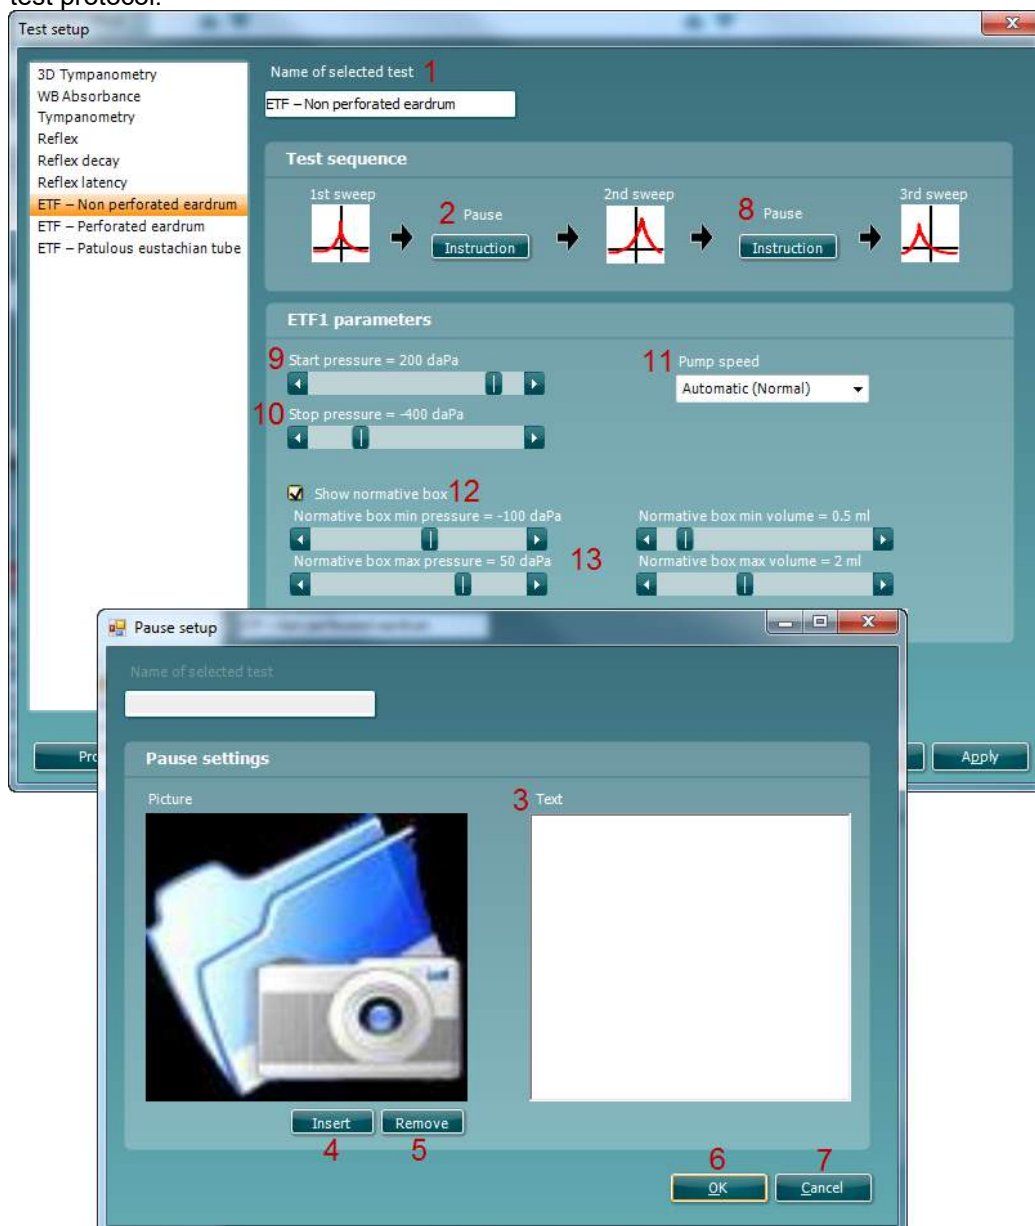 test protocol.
Test setup
3D Tympanometry
WB Absorbance
Tympanometry
Reflex
Reflex decay
Reflex latency
ETF – Non perforated eardrum
ETF – Perforated eardrum
ETF – Patulous eustachian tube
Name of selected test 1
ETF – Non perforated eardrum
Test sequence
1st sweep
2 Pause
Instruction
2nd sweep
8 Pause
Instruction
3rd sweep
ETF1 parameters
9 Start pressure = 200 daPa
11 Pump speed
Automatic (Normal)
10 Stop pressure = -400 daPa
Show normative box 12
Normative box min pressure = -100 daPa
Normative box min volume = 0.5 ml
Normative box max pressure = 50 daPa
13
Normative box max volume = 2 ml
Apply
Pause setup
Name of selected test
Pause settings
Picture
3 Text
Insert
Remove
4
5
6
7
OK
Cancel